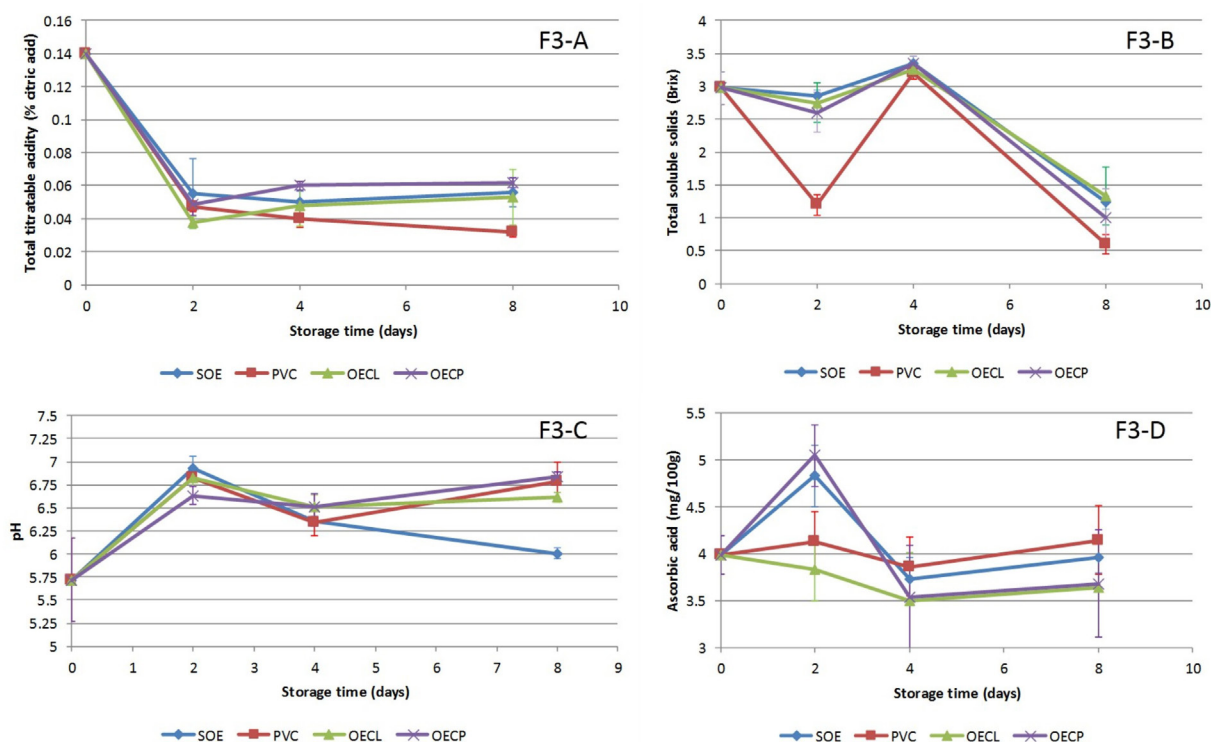 F3-A
Total titratable addity (% dtric acid)
0.16
0.14
0.12
0.1
0.08
0.06
0.04
0.02
0
0 2 4 6 8 10
Storage time (days)
SOE PVC OECL OECP
F3-B
Total soluble solids (Brix)
4
3.5
3
2.5
2
1.5
1
0.5
0
0 2 4 6 8 10
Storage time (days)
SOE PVC OECL OECP
F3-C
pH
7.5
7.25
7
6.75
6.5
6.25
6
5.75
5.5
5.25
5
0 1 2 3 4 5 6 7 8 9
Storage time (days)
SOE PVC OECL OECP
F3-D
Ascorbic acid (mg/100g)
5.5
5
4.5
4
3.5
3
0 2 4 6 8 10
Storage time (days)
SOE PVC OECL OECP